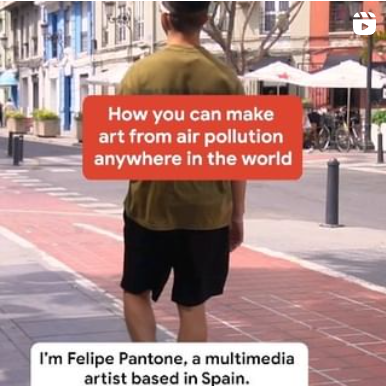 How you can make
art from air pollution
anywhere in the world
I'm Felipe Pantone, a multimedia
artist based in Spain.